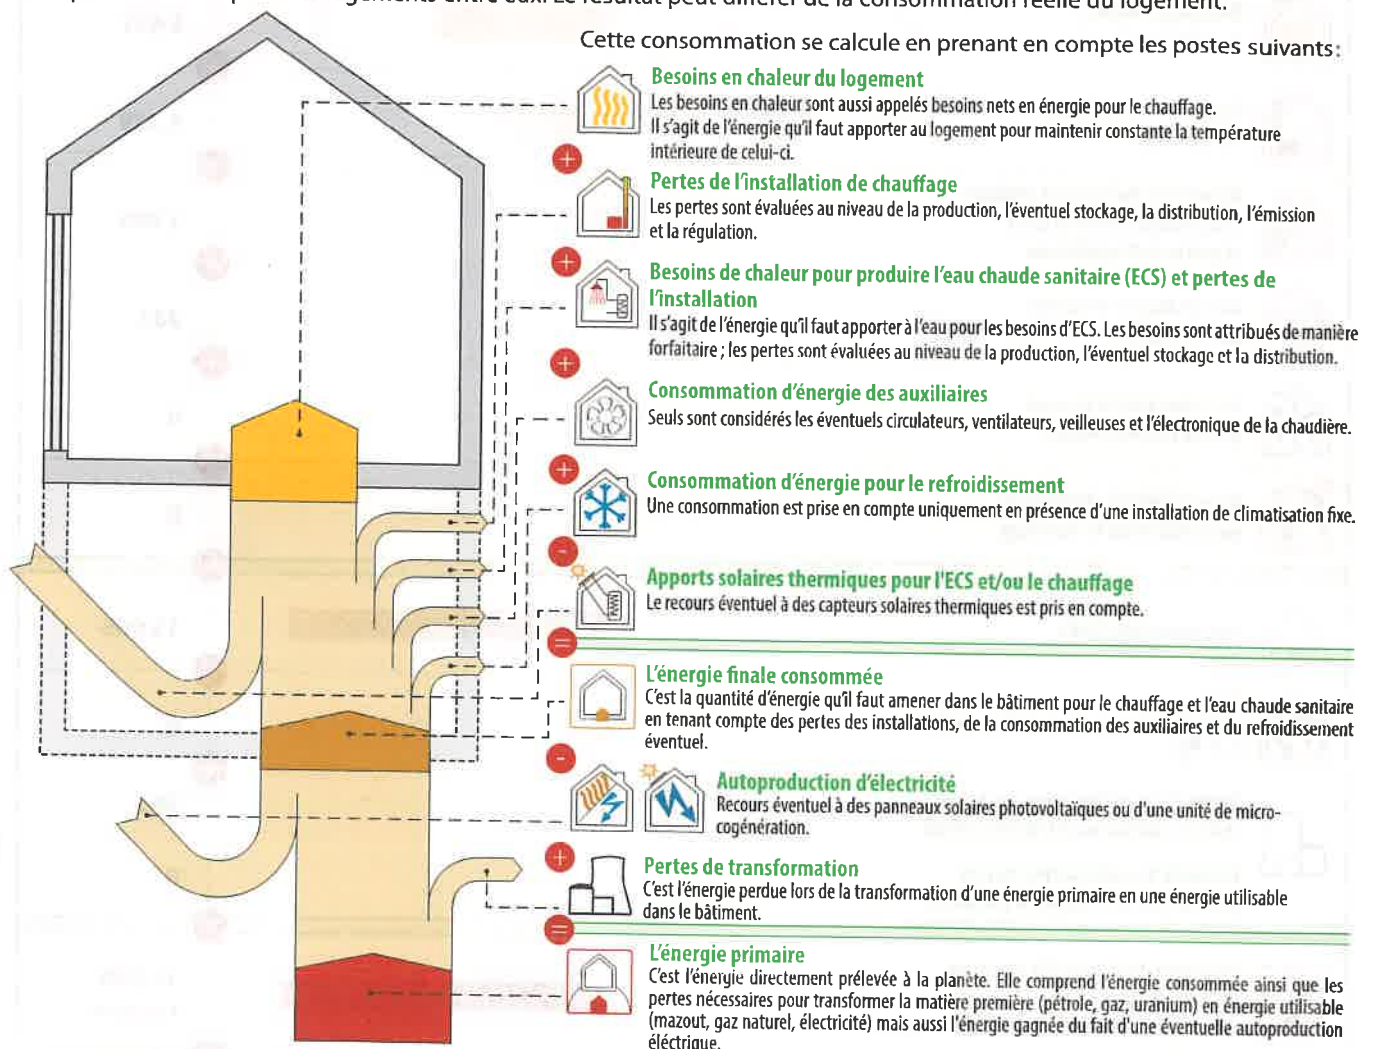 logements entre eux. Le résultat peut différer de la consommation réelle du logement.
Cette consommation se calcule en prenant en compte les postes suivants:
Besoins en chaleur du logement
Les besoins en chaleur sont aussi appelés besoins nets en énergie pour le chauffage.
Il s'agit de l'énergie qu'il faut apporter au logement pour maintenir constante la température
intérieure de celui-ci.
+
Pertes de l'installation de chauffage
Les pertes sont évaluées au niveau de la production, l'éventuel stockage, la distribution, l'émission
et la régulation.
+
Besoins de chaleur pour produire l'eau chaude sanitaire (ECS) et pertes de
l'installation
Il s'agit de l'énergie qu'il faut apporter à l'eau pour les besoins d'ECS. Les besoins sont attribués de manière
forfaitaire ; les pertes sont évaluées au niveau de la production, l'éventuel stockage et la distribution.
+
Consommation d'énergie des auxiliaires
Seuls sont considérés les éventuels circulateurs, ventilateurs, veilleuses et l'électronique de la chaudière.
+
Consommation d'énergie pour le refroidissement
Une consommation est prise en compte uniquement en présence d'une installation de climatisation fixe.
-
Apports solaires thermiques pour l'ECS et/ou le chauffage
Le recours éventuel à des capteurs solaires thermiques est pris en compte.
=
L'énergie finale consommée
C'est la quantité d'énergie qu'il faut amener dans le bâtiment pour le chauffage et l'eau chaude sanitaire
en tenant compte des pertes des installations, de la consommation des auxiliaires et du refroidissement
éventuel.
-
Autoproduction d'électricité
Recours éventuel à des panneaux solaires photovoltaïques ou d'une unité de micro-
cogénération.
+
Pertes de transformation
C'est l'énergie perdue lors de la transformation d'une énergie primaire en une énergie utilisable
dans le bâtiment.
=
L'énergie primaire
C'est l'énergie directement prélevée à la planète. Elle comprend l'énergie consommée ainsi que les
pertes nécessaires pour transformer la matière première (pétrole, gaz, uranium) en énergie utilisable
(mazout, gaz naturel, électricité) mais aussi l'énergie gagnée du fait d'une éventuelle autoproduction
éléctrique.